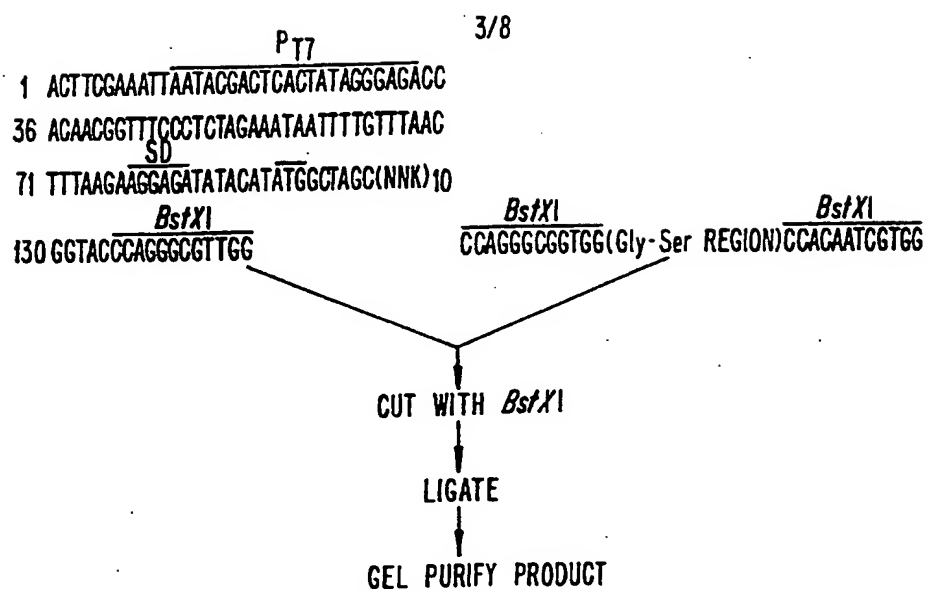 3/8
P T7
1 ACTTCGAAATTAATACGACTCACTATAGGGAGACC
36 ACAACGGTTTCCCTCTAGAAATAATTTTGTTTAAC
SD
71 TTTAAGAAGGAGATATACATATGGCTAGC(NNK)10
BstXI BstXI BstXI
130 GGTACCCAGGGCGTTGG CCAGGGCGGTGG(Gly-Ser REGION)CCACAATCGTGG
CUT WITH BstXI
LIGATE
GEL PURIFY PRODUCT